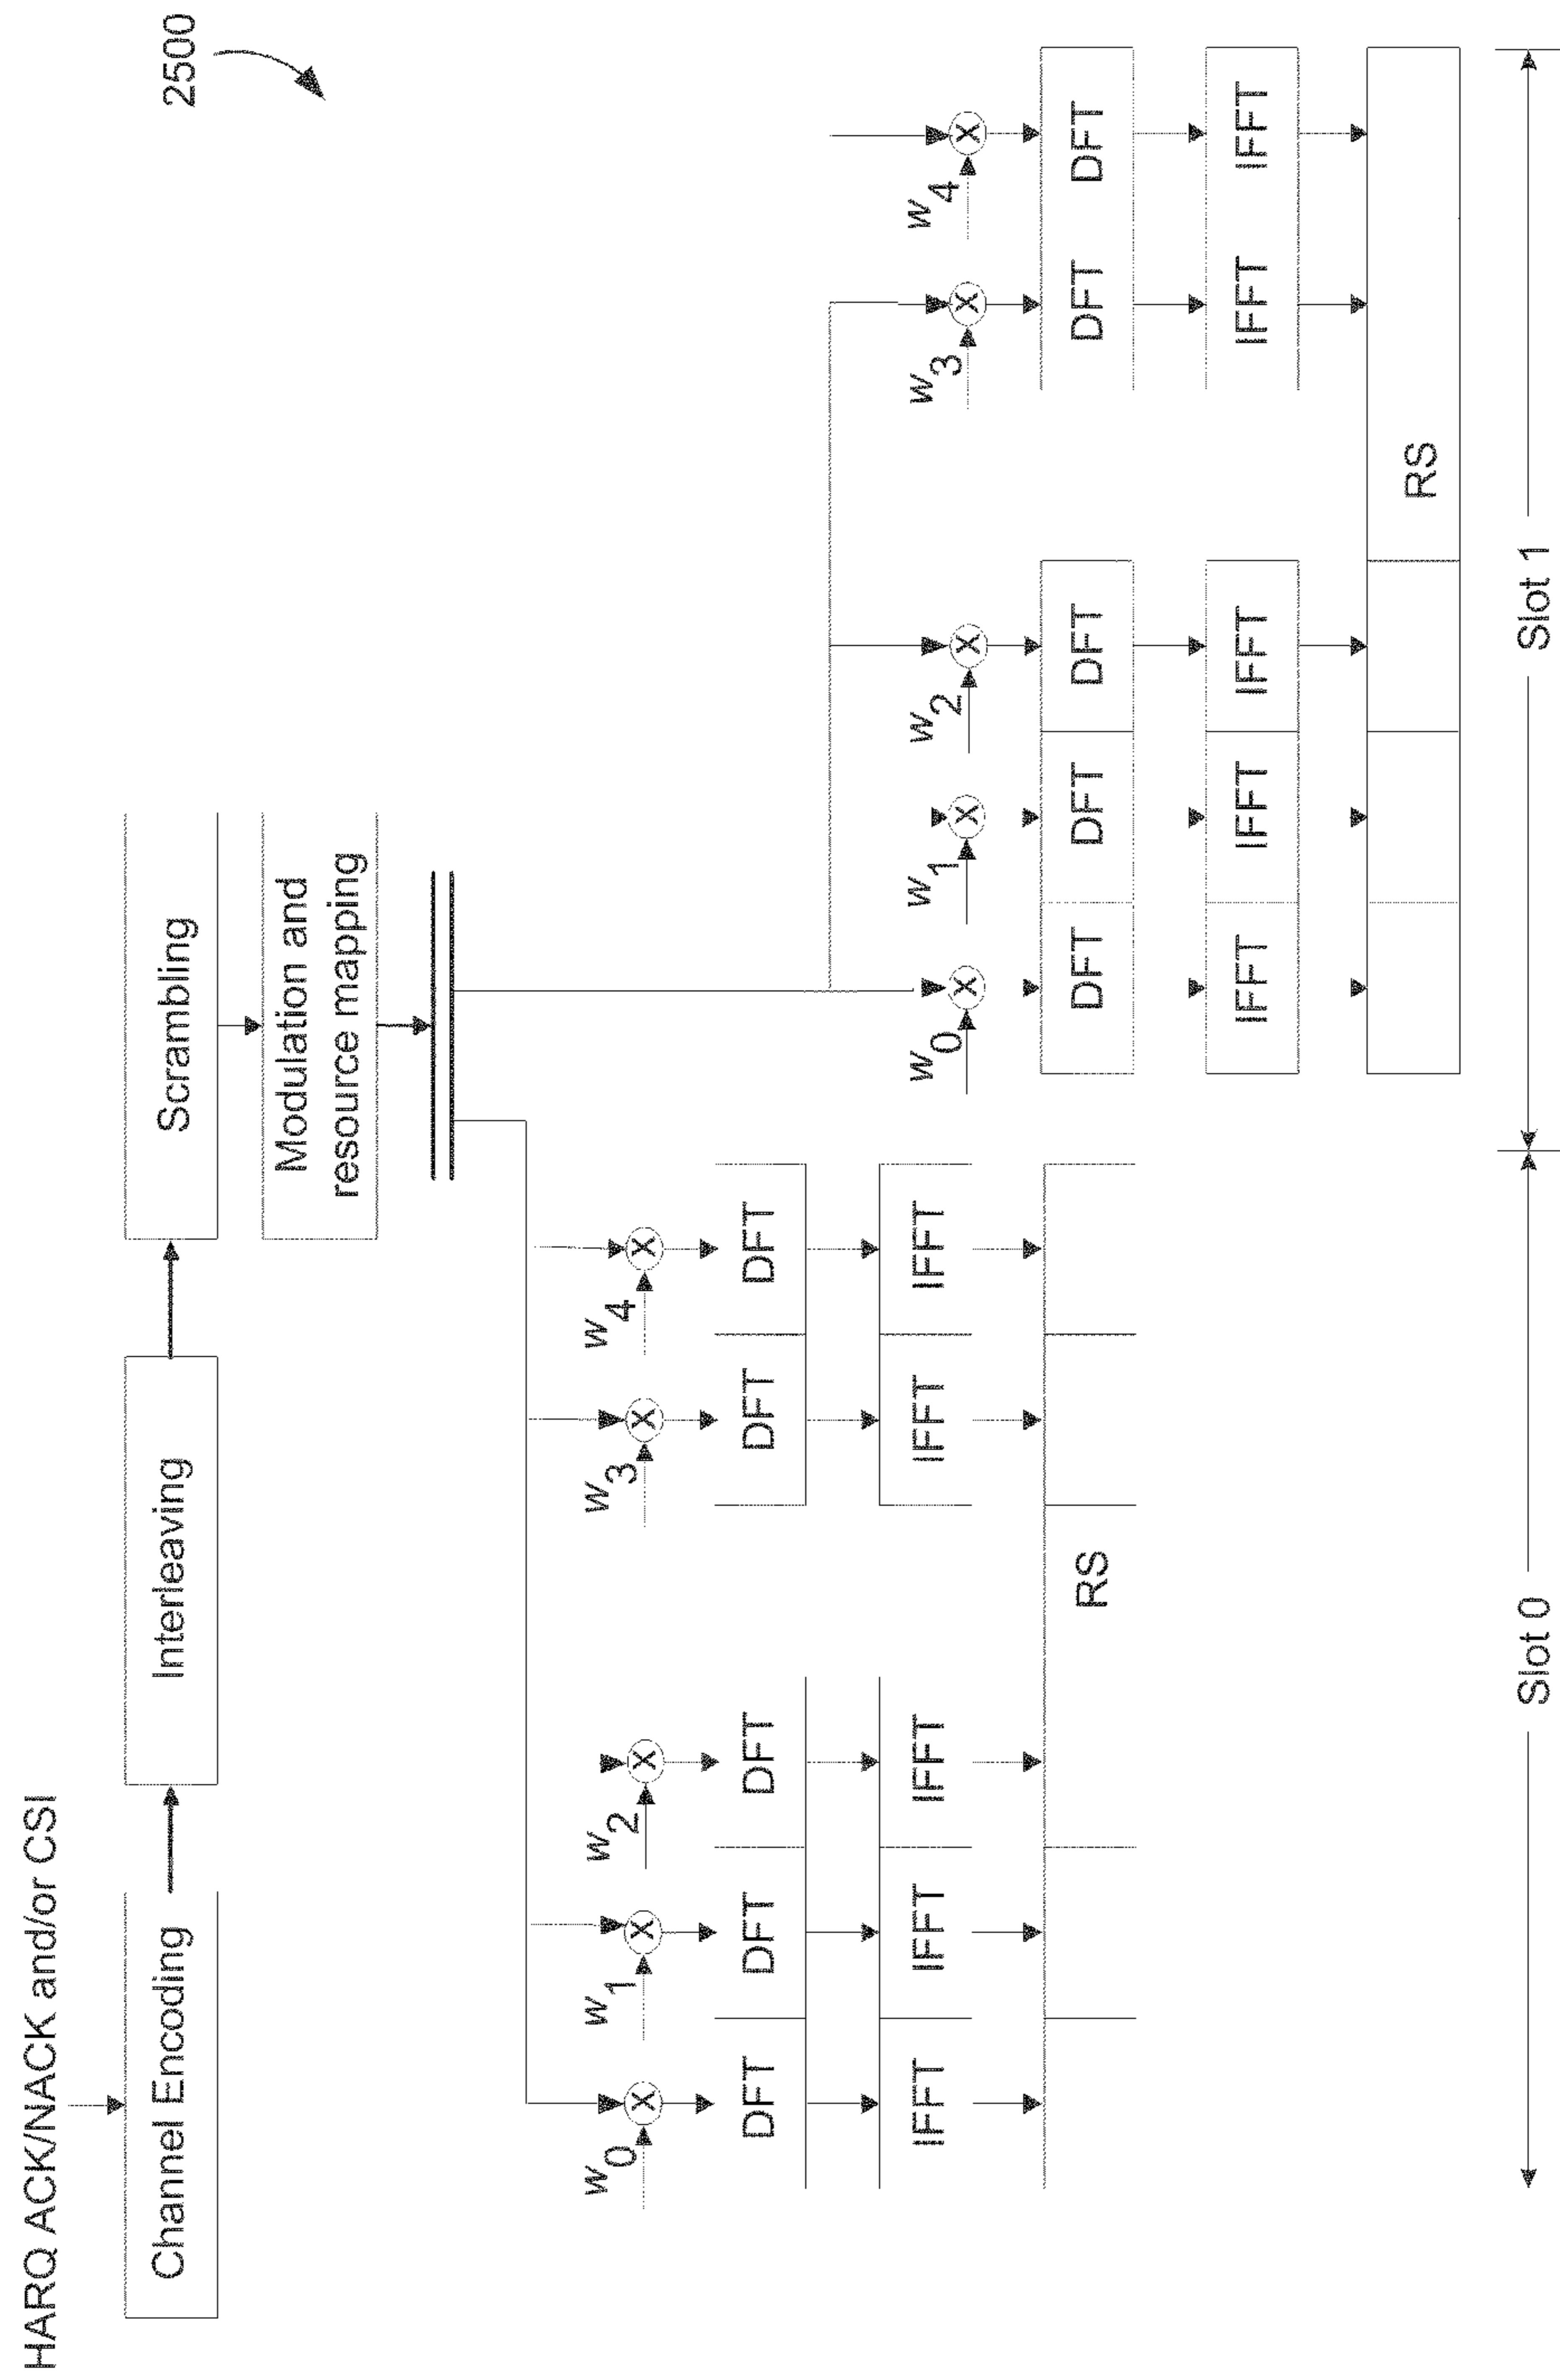 2500
HARQ ACK/NACK and/or CSI
Channel Encoding
Interleaving
Scrambling
Modulation and
resource mapping
w0
w1
w2
w3
w4
DFT
DFT
DFT
DFT
DFT
IFFT
IFFT
IFFT
IFFT
IFFT
RS
w0
w1
w2
w3
w4
DFT
DFT
DFT
DFT
DFT
IFFT
IFFT
IFFT
IFFT
IFFT
RS
Slot 0
Slot 1